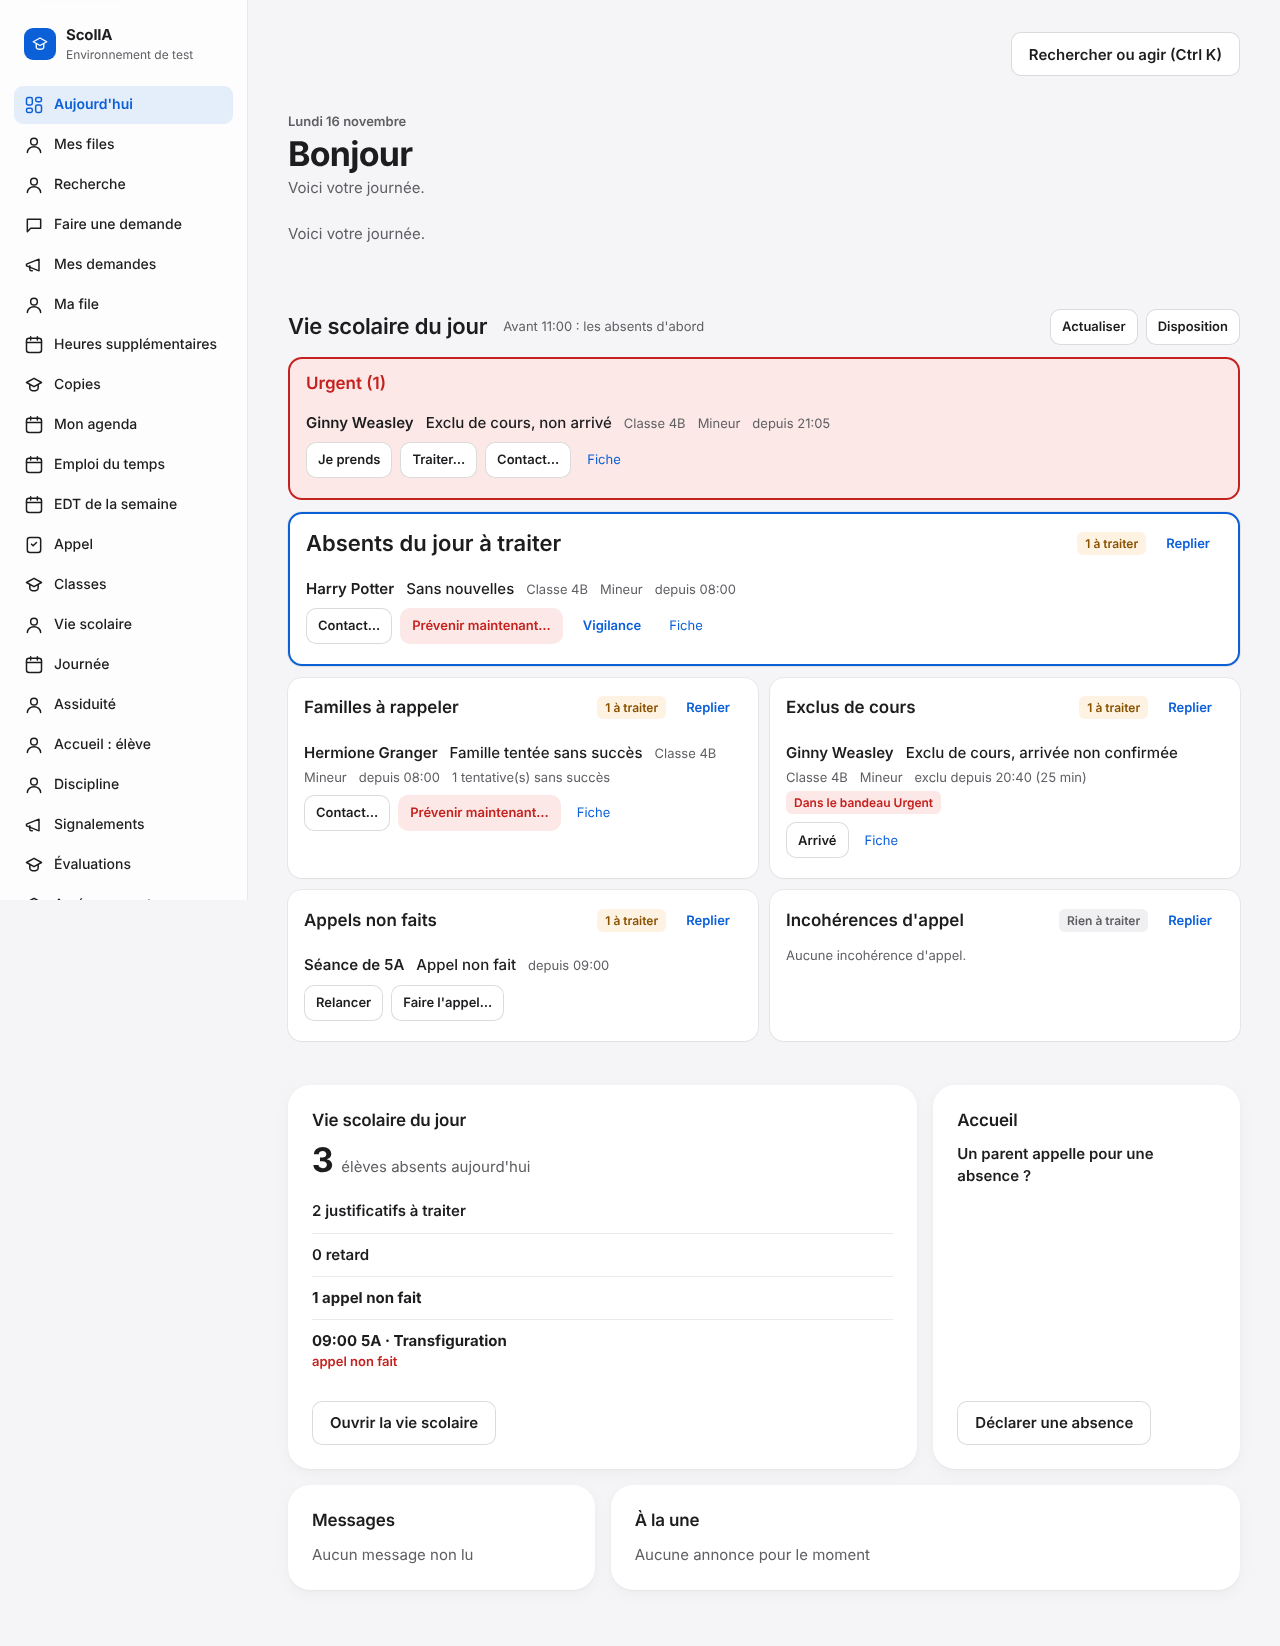 ScolIA
Environnement de test
Aujourd'hui
Mes files
Recherche
Faire une demande
Mes demandes
Ma file
Heures supplémentaires
Copies
Mon agenda
Emploi du temps
EDT de la semaine
Appel
Classes
Vie scolaire
Journée
Assiduité
Accueil : élève
Discipline
Signalements
Évaluations
Rechercher ou agir (Ctrl K)
Lundi 16 novembre
Bonjour
Voici votre journée.
Voici votre journée.
Vie scolaire du jour Avant 11:00 : les absents d'abord Actualiser Disposition
Urgent (1)
Ginny Weasley Exclu de cours, non arrivé Classe 4B Mineur depuis 21:05
Je prends Traiter... Contact... Fiche
Absents du jour à traiter 1 à traiter Replier
Harry Potter Sans nouvelles Classe 4B Mineur depuis 08:00
Contact... Prévenir maintenant... Vigilance Fiche
Familles à rappeler 1 à traiter Replier
Hermione Granger Famille tentée sans succès Classe 4B
Mineur depuis 08:00 1 tentative(s) sans succès
Contact... Prévenir maintenant... Fiche
Exclus de cours 1 à traiter Replier
Ginny Weasley Exclu de cours, arrivée non confirmée
Classe 4B Mineur exclu depuis 20:40 (25 min)
Dans le bandeau Urgent
Arrivé Fiche
Appels non faits 1 à traiter Replier
Séance de 5A Appel non fait depuis 09:00
Relancer Faire l'appel...
Incohérences d'appel Rien à traiter Replier
Aucune incohérence d'appel.
Vie scolaire du jour
3 élèves absents aujourd'hui
2 justificatifs à traiter
0 retard
1 appel non fait
09:00 5A · Transfiguration
appel non fait
Ouvrir la vie scolaire
Accueil
Un parent appelle pour une
absence ?
Déclarer une absence
Messages
Aucun message non lu
À la une
Aucune annonce pour le moment